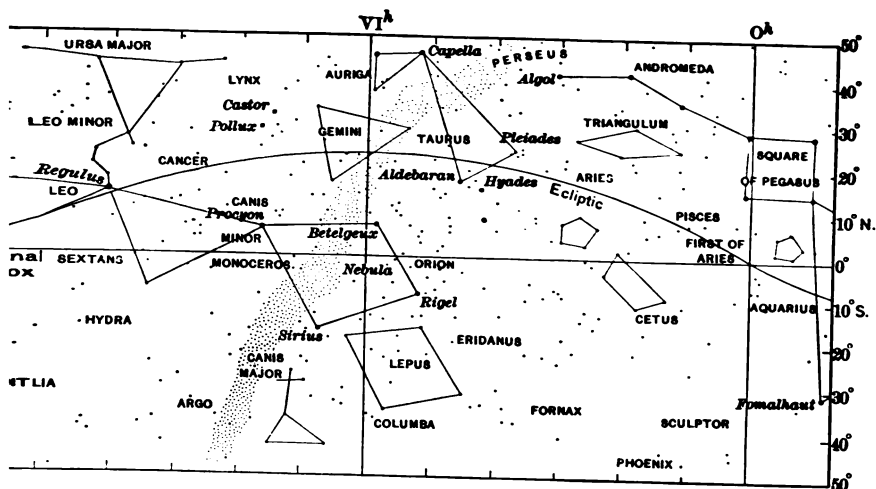 VIʰ
Oʰ
50°
URSA MAJOR
Capella
PERSEUS
LYNX
AURIGA
Algol
ANDROMEDA
40°
Castor
LEO MINOR
Pollux
GEMINI
TAURUS
Pleiades
TRIANGULUM
30°
SQUARE
CANCER
Regulus
Aldebaran
Hyades
ARIES
OF PEGASUS
20°
LEO
Ecliptic
CANIS
Procyon
PISCES
10° N.
MINOR
Betelgeux
FIRST OF
ARIES
nal
ox
SEXTANS
MONOCEROS
Nebula
ORION
0°
Rigel
AQUARIUS
10° S.
HYDRA
Sirius
CETUS
ERIDANUS
20°
CANIS
MAJOR
LEPUS
TLIA
ARGO
FORNAX
Fomalhaut
30°
COLUMBA
SCULPTOR
40°
PHOENIX
50°